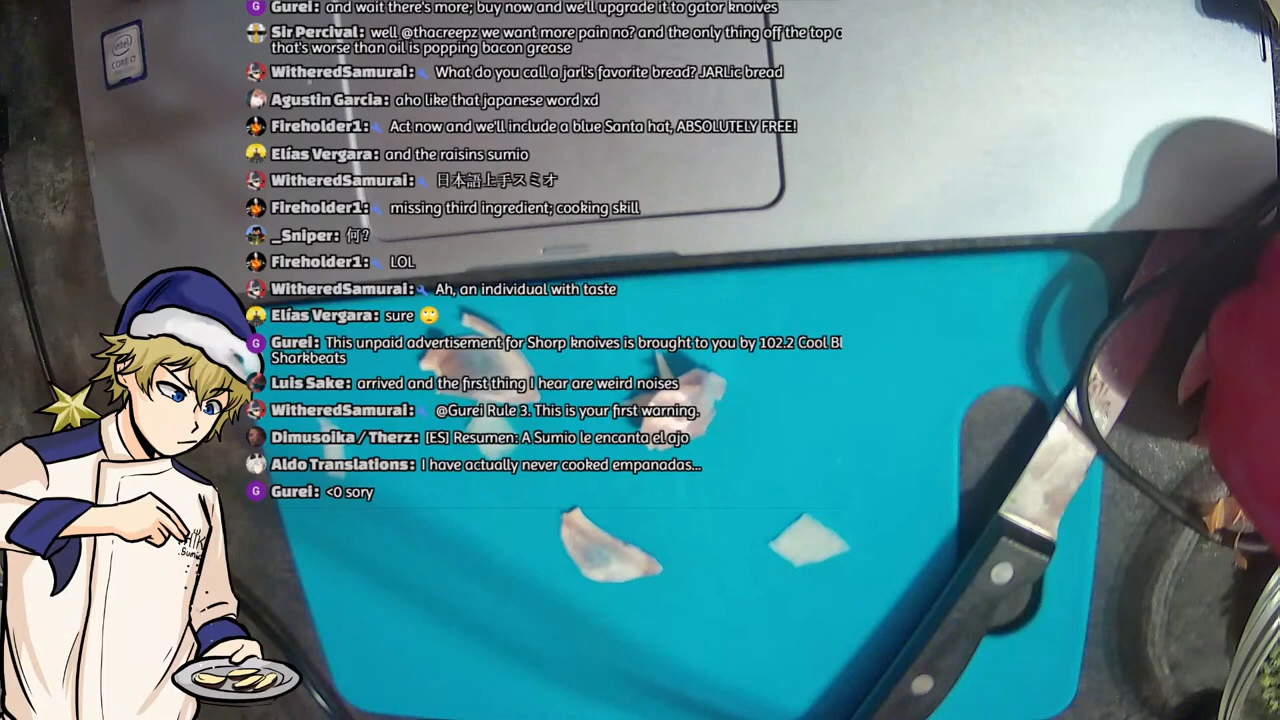 Gurei: and wait there's more; buy now and we'll upgrade it to gator knoives
Sir Percival: well @thacreepz we want more pain no? and the only thing off the top o
that's worse than oil is popping bacon grease
WitheredSamurai: What do you call a jarl's favorite bread? JARLic bread
Agustin Garcia: aho like that japanese word xd
Fireholder1: Act now and we'll include a blue Santa hat, ABSOLUTELY FREE!
Elías Vergara: and the raisins sumio
WitheredSamurai: 日本語上手スミオ
Fireholder1: missing third ingredient; cooking skill
_Sniper: 何?
Fireholder1: LOL
WitheredSamurai: Ah, an individual with taste
Elías Vergara: sure 🙄
Gurei: This unpaid advertisement for Shorp knoives is brought to you by 102.2 Cool Bl
Sharkbeats
Luis Sake: arrived and the first thing I hear are weird noises
WitheredSamurai: @Gurei Rule 3. This is your first warning.
Dimusoika/Therz: [ES] Resumen: A Sumio le encanta el ajo
Aldo Translations: I have actually never cooked empanadas...
Gurei: <0 sory
intel
CORE i7